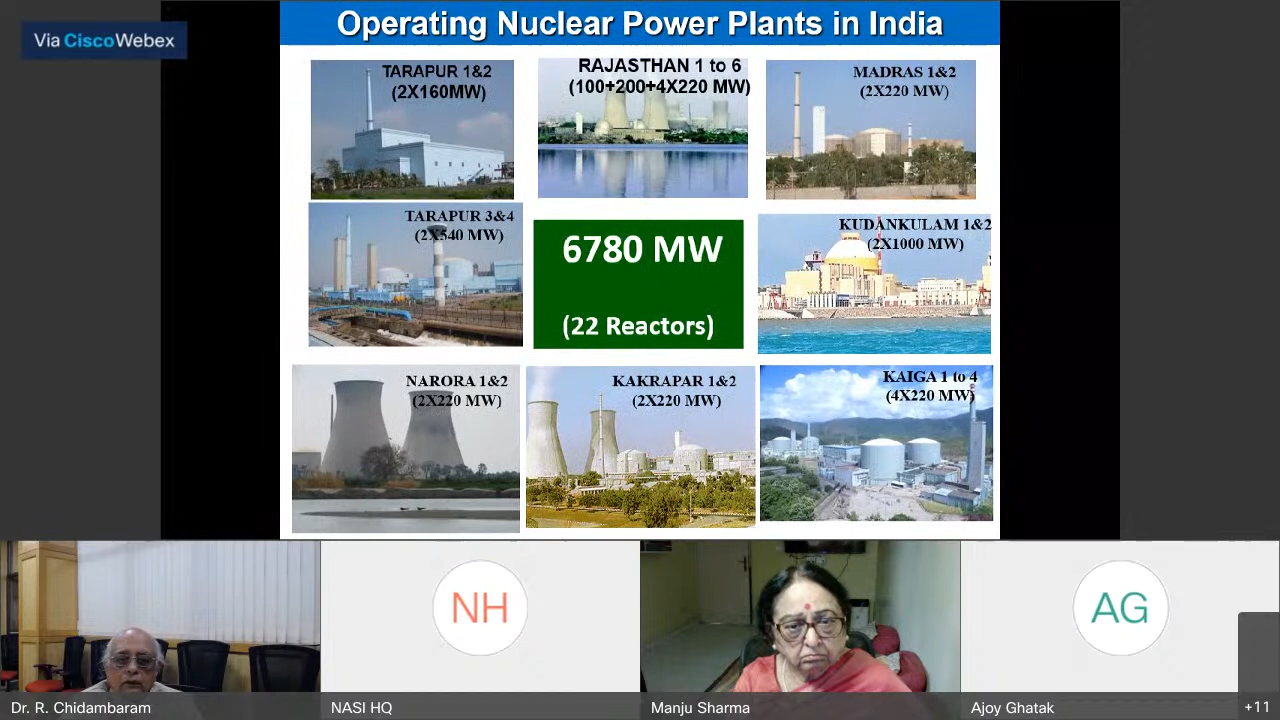 Via CiscoWebex
Operating Nuclear Power Plants in India
TARAPUR 1&2
(2X160MW)
RAJASTHAN 1 to 6
(100+200+4X220 MW)
MADRAS 1&2
(2X220 MW)
TARAPUR 3&4
(2X540 MW)
6780 MW
(22 Reactors)
KUDANKULAM 1&2
(2X1000 MW)
NARORA 1&2
(2X220 MW)
KAKRAPAR 1&2
(2X220 MW)
KAIGA 1 to 4
(4X220 MW)
NH
AG
Dr. R. Chidambaram
NASI HQ
Manju Sharma
Ajoy Ghatak
+11